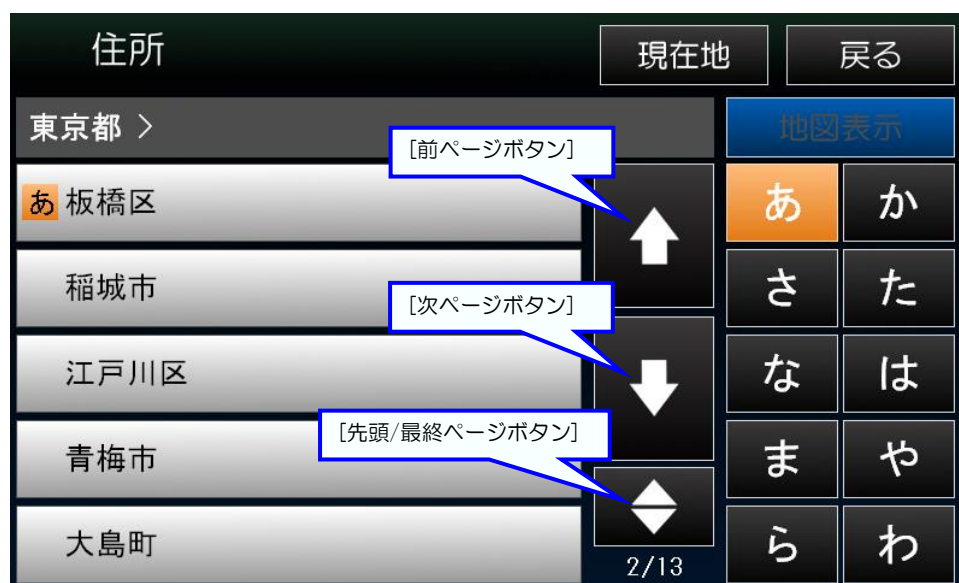 住所
現在地
戻る
東京都 >
地図表示
[前ページボタン]
あ 板橋区
あ
か
稲城市
[次ページボタン]
さ
た
江戸川区
な
は
[先頭/最終ページボタン]
青梅市
ま
や
大島町
2/13
ら
わ